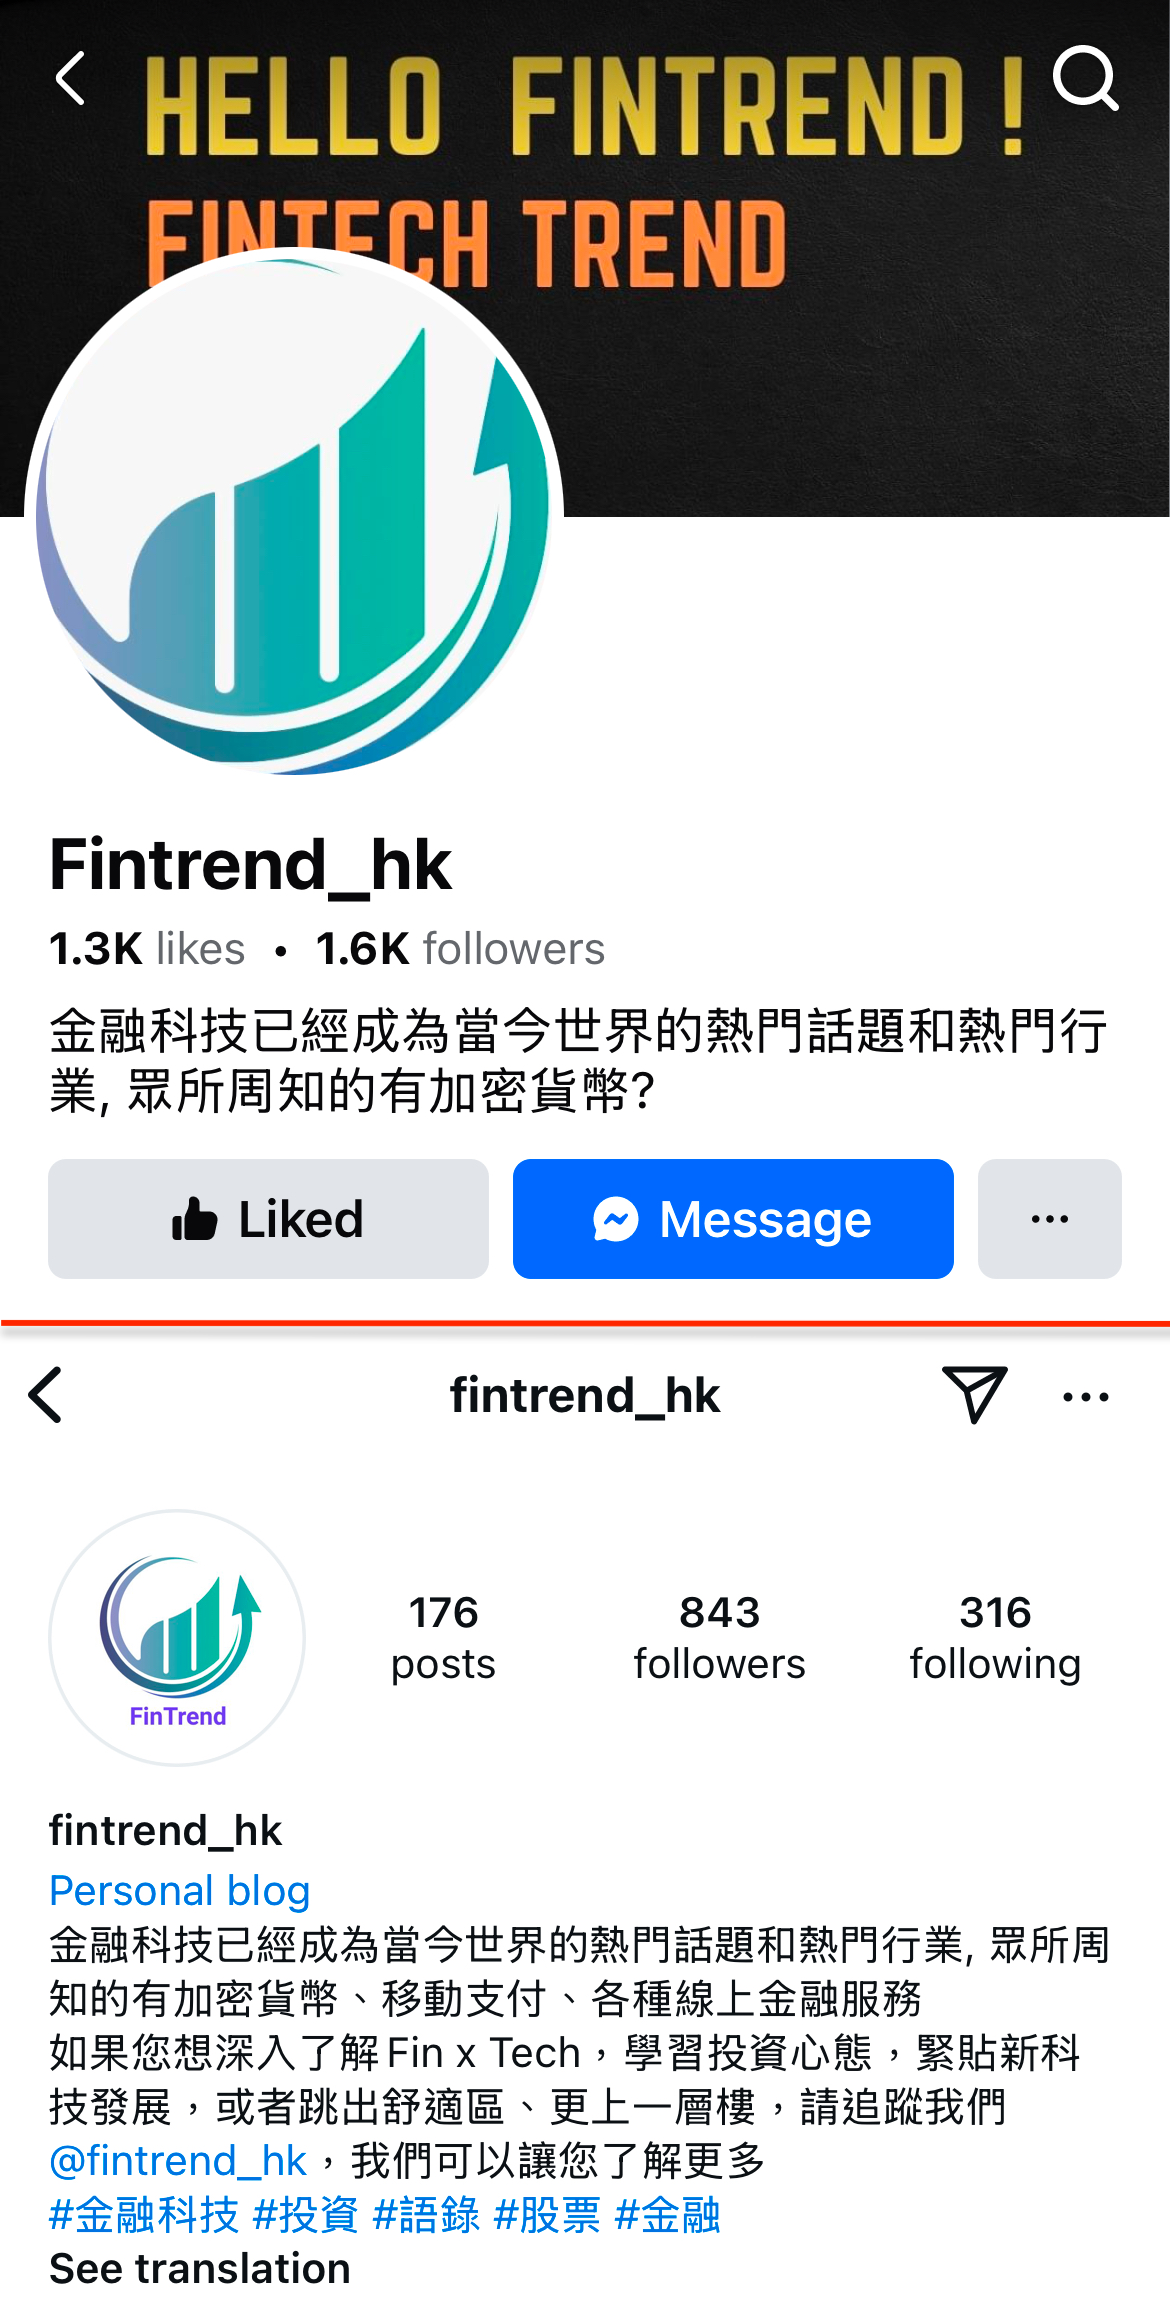 HELLO FINTREND !
FINTECH TREND
Fintrend_hk
1.3K likes • 1.6K followers
金融科技已經成為當今世界的熱門話題和熱門行
業, 眾所周知的有加密貨幣?
Liked
Message
fintrend_hk
FinTrend
176 843 316
posts followers following
fintrend_hk
Personal blog
金融科技已經成為當今世界的熱門話題和熱門行業, 眾所周
知的有加密貨幣、移動支付、各種線上金融服務
如果您想深入了解Fin x Tech，學習投資心態，緊貼新科
技發展，或者跳出舒適區、更上一層樓，請追蹤我們
@fintrend_hk，我們可以讓您了解更多
#金融科技 #投資 #語錄 #股票 #金融
See translation